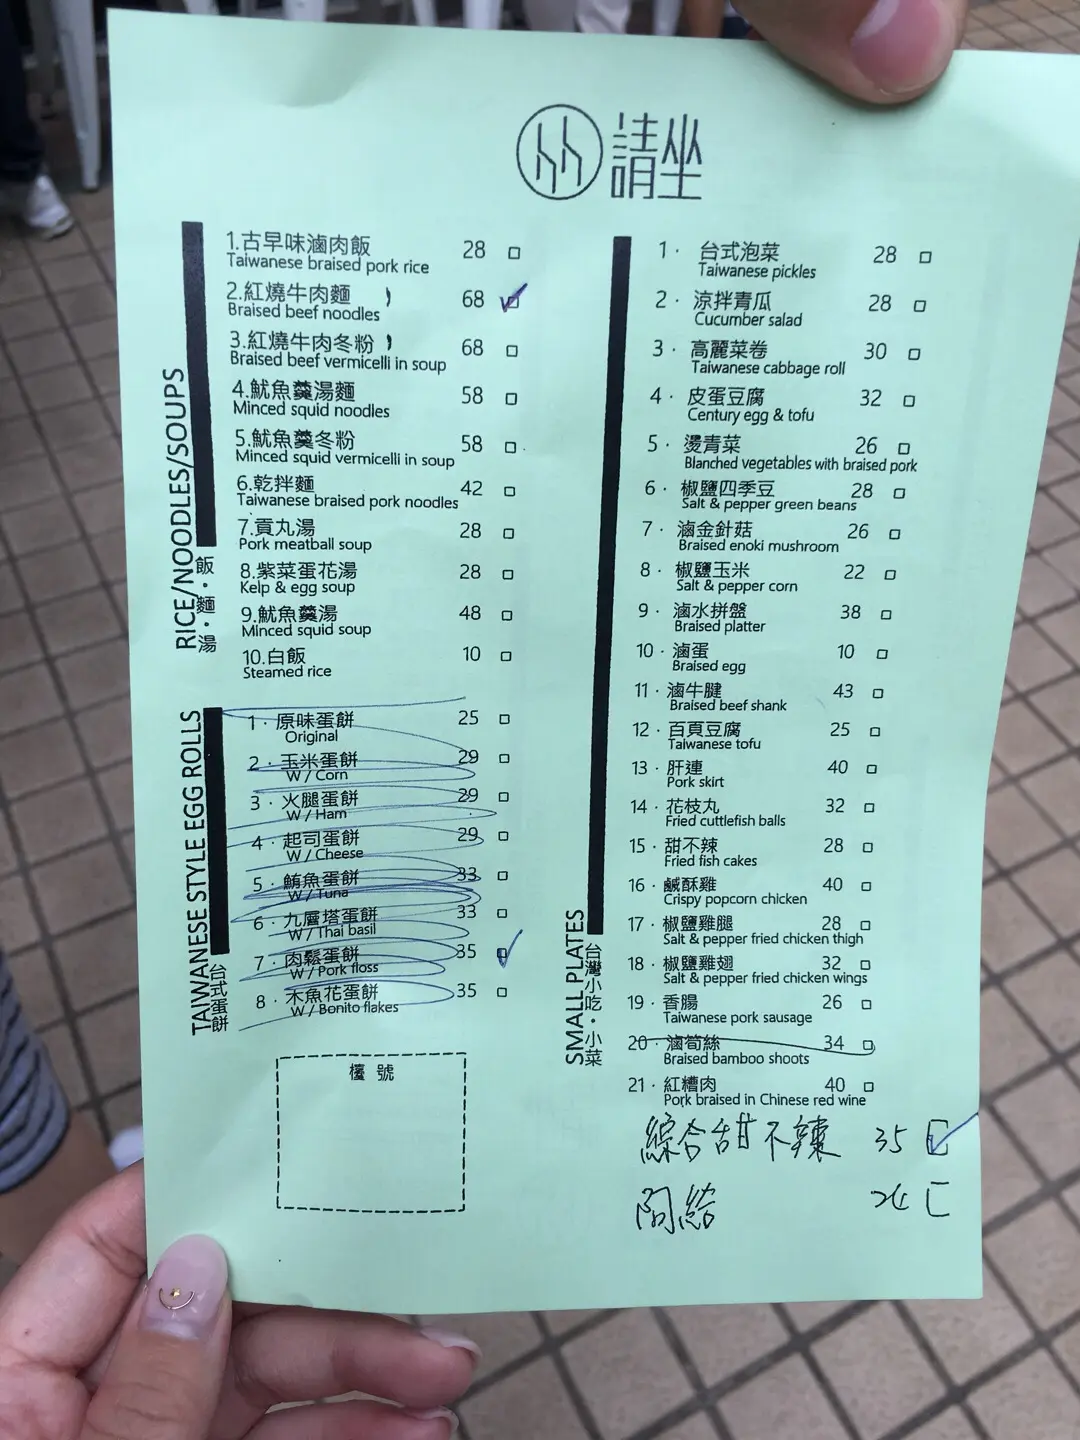 請坐
RICE/NOODLES/SOUPS
飯・麵・湯
1.古早味滷肉飯 28
Taiwanese braised pork rice
2.紅燒牛肉麵 68
Braised beef noodles
3.紅燒牛肉冬粉 68
Braised beef vermicelli in soup
4.魷魚羹湯麵 58
Minced squid noodles
5.魷魚羹冬粉 58
Minced squid vermicelli in soup
6.乾拌麵 42
Taiwanese braised pork noodles
7.貢丸湯 28
Pork meatball soup
8.紫菜蛋花湯 28
Kelp & egg soup
9.魷魚羹湯 48
Minced squid soup
10.白飯 10
Steamed rice
TAIWANESE STYLE EGG ROLLS
台式蛋餅
1・原味蛋餅 25
Original
2・玉米蛋餅 29
W / Corn
3・火腿蛋餅 29
W / Ham
4・起司蛋餅 29
W / Cheese
5・鮪魚蛋餅 33
W / Tuna
6・九層塔蛋餅 33
W / Thai basil
7・肉鬆蛋餅 35
W / Pork floss
8・木魚花蛋餅 35
W / Bonito flakes
檯號
SMALL PLATES
台灣小吃・小菜
1・台式泡菜 28
Taiwanese pickles
2・涼拌青瓜 28
Cucumber salad
3・高麗菜卷 30
Taiwanese cabbage roll
4・皮蛋豆腐 32
Century egg & tofu
5・燙青菜 26
Blanched vegetables with braised pork
6・椒鹽四季豆 28
Salt & pepper green beans
7・滷金針菇 26
Braised enoki mushroom
8・椒鹽玉米 22
Salt & pepper corn
9・滷水拼盤 38
Braised platter
10・滷蛋 10
Braised egg
11・滷牛腱 43
Braised beef shank
12・百頁豆腐 25
Taiwanese tofu
13・肝連 40
Pork skirt
14・花枝丸 32
Fried cuttlefish balls
15・甜不辣 28
Fried fish cakes
16・鹹酥雞 40
Crispy popcorn chicken
17・椒鹽雞腿 28
Salt & pepper fried chicken thigh
18・椒鹽雞翅 32
Salt & pepper fried chicken wings
19・香腸 26
Taiwanese pork sausage
20・滷筍絲 34
Braised bamboo shoots
21・紅糟肉 40
Pork braised in Chinese red wine
綜合甜不辣 35